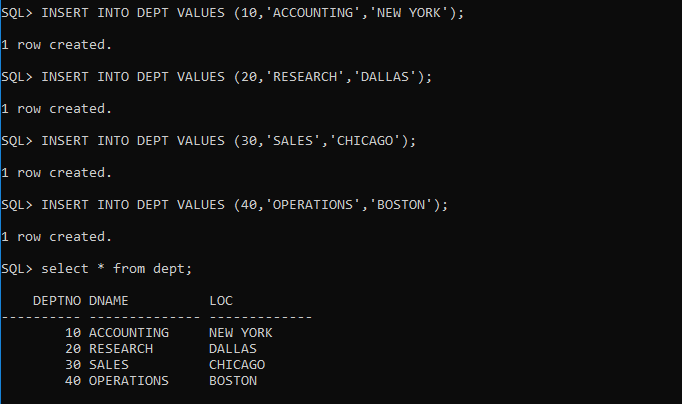 SQL> INSERT INTO DEPT VALUES (10,'ACCOUNTING','NEW YORK');
1 row created.
SQL> INSERT INTO DEPT VALUES (20,'RESEARCH','DALLAS');
1 row created.
SQL> INSERT INTO DEPT VALUES (30,'SALES','CHICAGO');
1 row created.
SQL> INSERT INTO DEPT VALUES (40,'OPERATIONS','BOSTON');
1 row created.
SQL> select * from dept;
    DEPTNO DNAME          LOC
---------- -------------- -------------
        10 ACCOUNTING     NEW YORK
        20 RESEARCH       DALLAS
        30 SALES          CHICAGO
        40 OPERATIONS     BOSTON